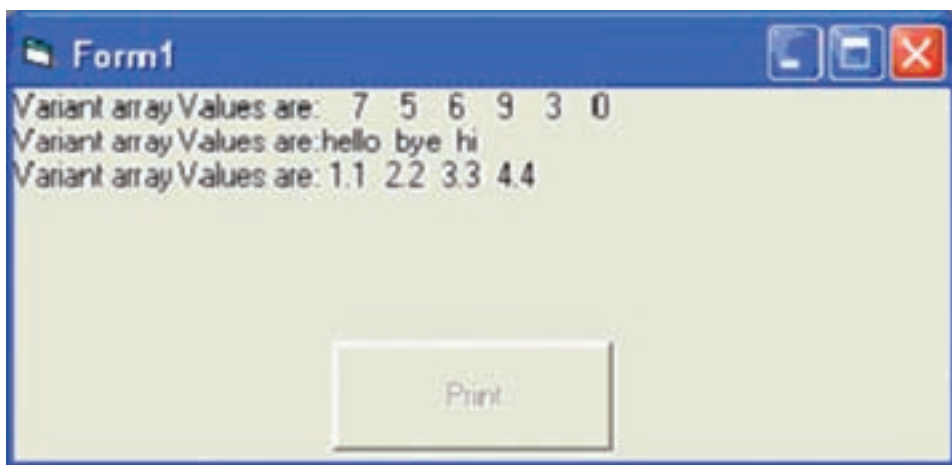 Form1
Variant array Values are: 7 5 6 9 3 0
Variant array Values are:hello bye hi
Variant array Values are: 1.1 2.2 3.3 4.4
Print